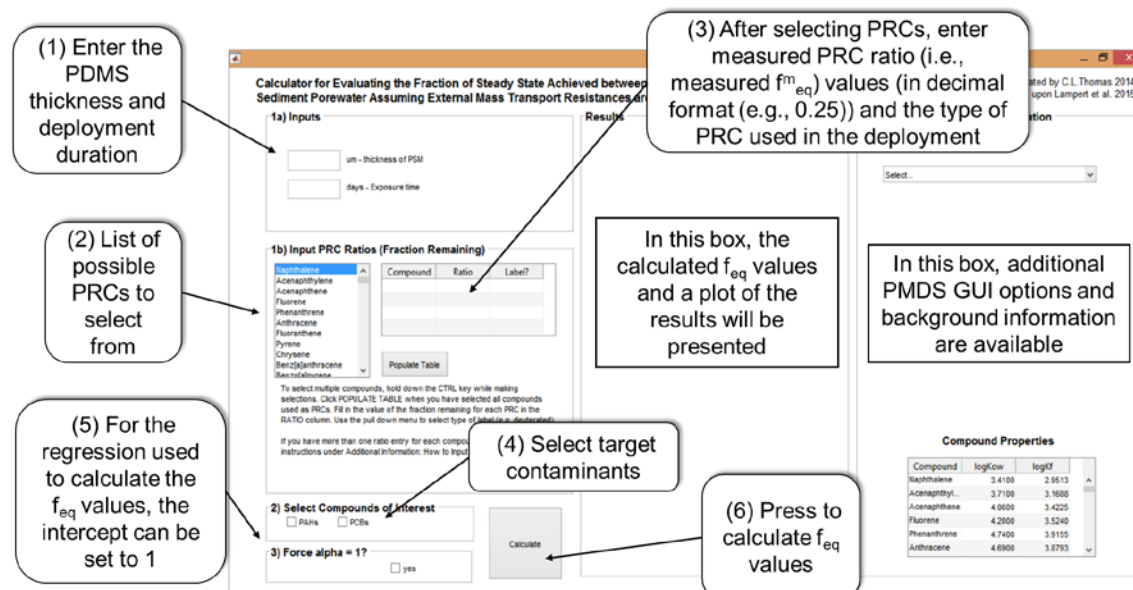 (1) Enter the
PDMS
thickness and
deployment
duration
(3) After selecting PRCs, enter
measured PRC ratio (i.e.,
measured f^m_eq) values (in decimal
format (e.g., 0.25)) and the type of
PRC used in the deployment
Calculator for Evaluating the Fraction of Steady State Achieved between
Sediment Porewater Assuming External Mass Transport Resistances are
ated by C.L.Thomas 2014
upon Lampert et al. 2015
1a) Inputs
um - thickness of PSM
days - Exposure time
Results
ation
Select...
(2) List of
possible
PRCs to
select
from
1b) Input PRC Ratios (Fraction Remaining)
Naphthalene
Acenaphthylene
Acenaphthene
Fluorene
Phenanthrene
Anthracene
Fluoranthene
Pyrene
Chrysene
Benz[a]anthracene
Benzo[a]pyrene
Compound Ratio Label?
Populate Table
To select multiple compounds, hold down the CTRL key while making
selections. Click POPULATE TABLE when you have selected all compounds
used as PRCs. Fill in the value of the fraction remaining for each PRC in the
RATIO column. Use the pull down menu to select type of label (e.g. deuterated)
If you have more than one ratio entry for each compou
instructions under Additional Information: How to Input
In this box, the
calculated f_eq values
and a plot of the
results will be
presented
In this box, additional
PMDS GUI options and
background information
are available
(5) For the
regression used
to calculate the
f_eq values, the
intercept can be
set to 1
(4) Select target
contaminants
2) Select Compounds of Interest
PAHs PCBs
3) Force alpha = 1?
yes
Calculate
(6) Press to
calculate f_eq
values
Compound Properties
Compound logKow logKf
Naphthalene 3.4100 2.9513
Acenaphthyl... 3.7100 3.1688
Acenaphthene 4.0600 3.4225
Fluorene 4.2000 3.5240
Phenanthrene 4.7400 3.9155
Anthracene 4.6900 3.8793